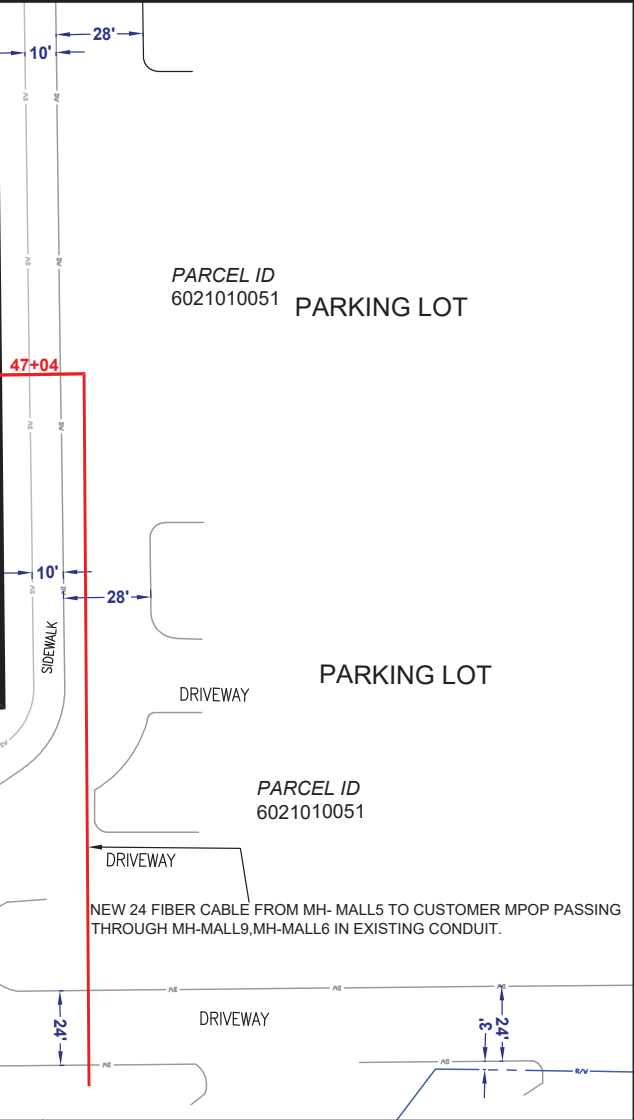 28'
10'
PARCEL ID
6021010051
PARKING LOT
47+04
10'
28'
SIDEWALK
PARKING LOT
DRIVEWAY
PARCEL ID
6021010051
DRIVEWAY
NEW 24 FIBER CABLE FROM MH- MALL5 TO CUSTOMER MPOP PASSING
THROUGH MH-MALL9,MH-MALL6 IN EXISTING CONDUIT.
24'
DRIVEWAY
3'
24'
R/W